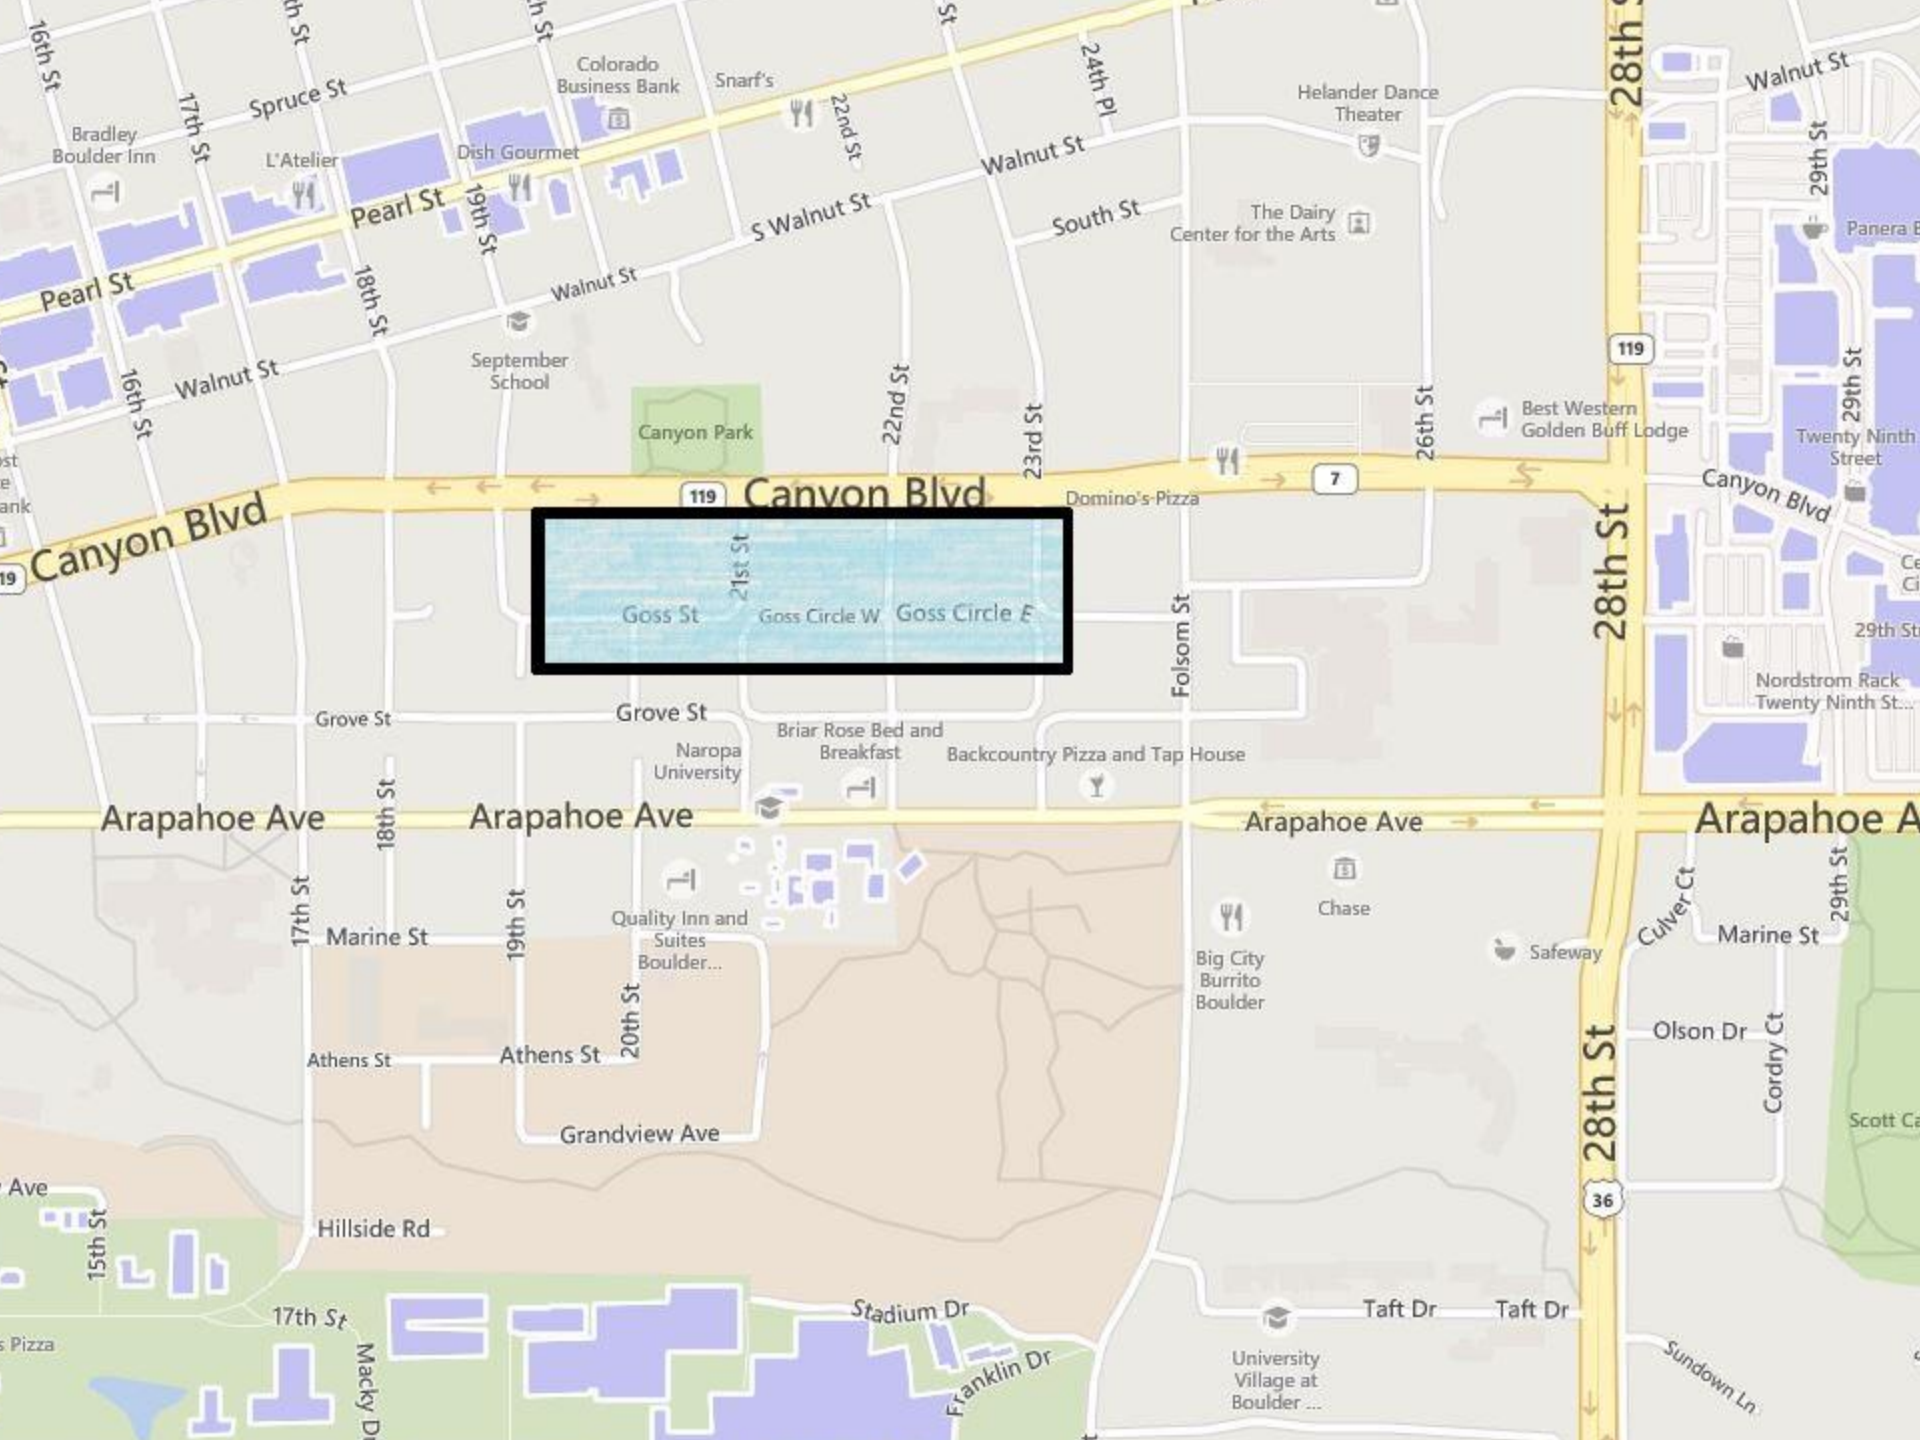 16th St
Spruce St
17th St
Bradley
Boulder Inn
L'Atelier
Colorado
Business Bank
Snarf's
22nd St
24th Pl
Helander Dance
Theater
28th
Walnut St
29th St
Dish Gourmet
Pearl St
19th St
S Walnut St
Walnut St
South St
The Dairy
Center for the Arts
Panera
Pearl St
18th St
Walnut St
September
School
16th St
Walnut St
Canyon Park
22nd St
23rd St
26th St
119
29th St
Best Western
Golden Buff Lodge
Twenty Ninth
Street
119
Canyon Blvd
Domino's Pizza
7
Canyon Blvd
Canyon Blvd
19
21st St
28th St
Goss St
Goss Circle W
Goss Circle E
Folsom St
29th St
Nordstrom Rack
Twenty Ninth St...
Grove St
Grove St
Naropa
University
Briar Rose Bed and
Breakfast
Backcountry Pizza and Tap House
Arapahoe Ave
18th St
Arapahoe Ave
Arapahoe Ave
Arapahoe A
17th St
Marine St
19th St
Quality Inn and
Suites
Boulder...
Big City
Burrito
Boulder
Chase
Safeway
Culver Ct
Marine St
29th St
20th St
Athens St
Athens St
Olson Dr
Cordry Ct
28th St
Grandview Ave
Scott Ca
Ave
15th St
Hillside Rd
36
17th St
Macky Dr
Stadium Dr
Franklin Dr
Taft Dr
Taft Dr
University
Village at
Boulder ...
Sundown Ln
s Pizza